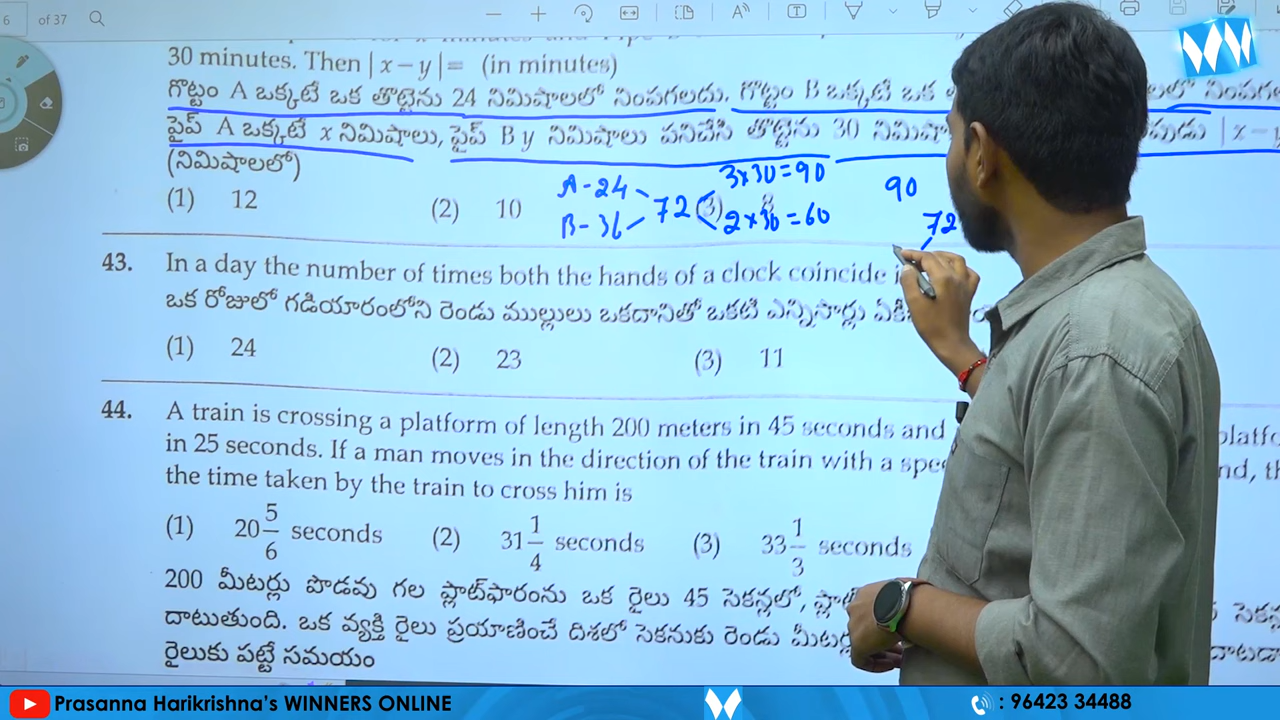 6 of 37
30 minutes. Then | x – y | = (in minutes)
గొట్టం A ఒక్కటే ఒక తొట్టెను 24 నిమిషాలలో నింపగలదు. గొట్టం B ఒక్కటే ఒక
పైప్ A ఒక్కటే x నిమిషాలు, పైప్ B y నిమిషాలు పనిచేసి తొట్టెను 30
(నిమిషాలలో)
(1) 12 (2) 10 (3) 8
A - 24
B - 36
72
3x30=90
2x30=60
90
72
43. In a day the number of times both the hands of a clock coincide
ఒక రోజులో గడియారంలోని రెండు ముల్లులు ఒకదానితో ఒకటి ఎన్నిసార్లు
(1) 24 (2) 23 (3) 11
44. A train is crossing a platform of length 200 meters in 45 seconds and
in 25 seconds. If a man moves in the direction of the train with a
the time taken by the train to cross him is
(1) 20 5/6 seconds (2) 31 1/4 seconds (3) 33 1/3 seconds
200 మీటర్లు పొడవు గల ప్లాట్‌ఫారంను ఒక రైలు 45 సెకన్లలో,
దాటుతుంది. ఒక వ్యక్తి రైలు ప్రయాణించే దిశలో సెకనుకు రెండు
రైలుకు పట్టే సమయం
Prasanna Harikrishna's WINNERS ONLINE
: 96423 34488